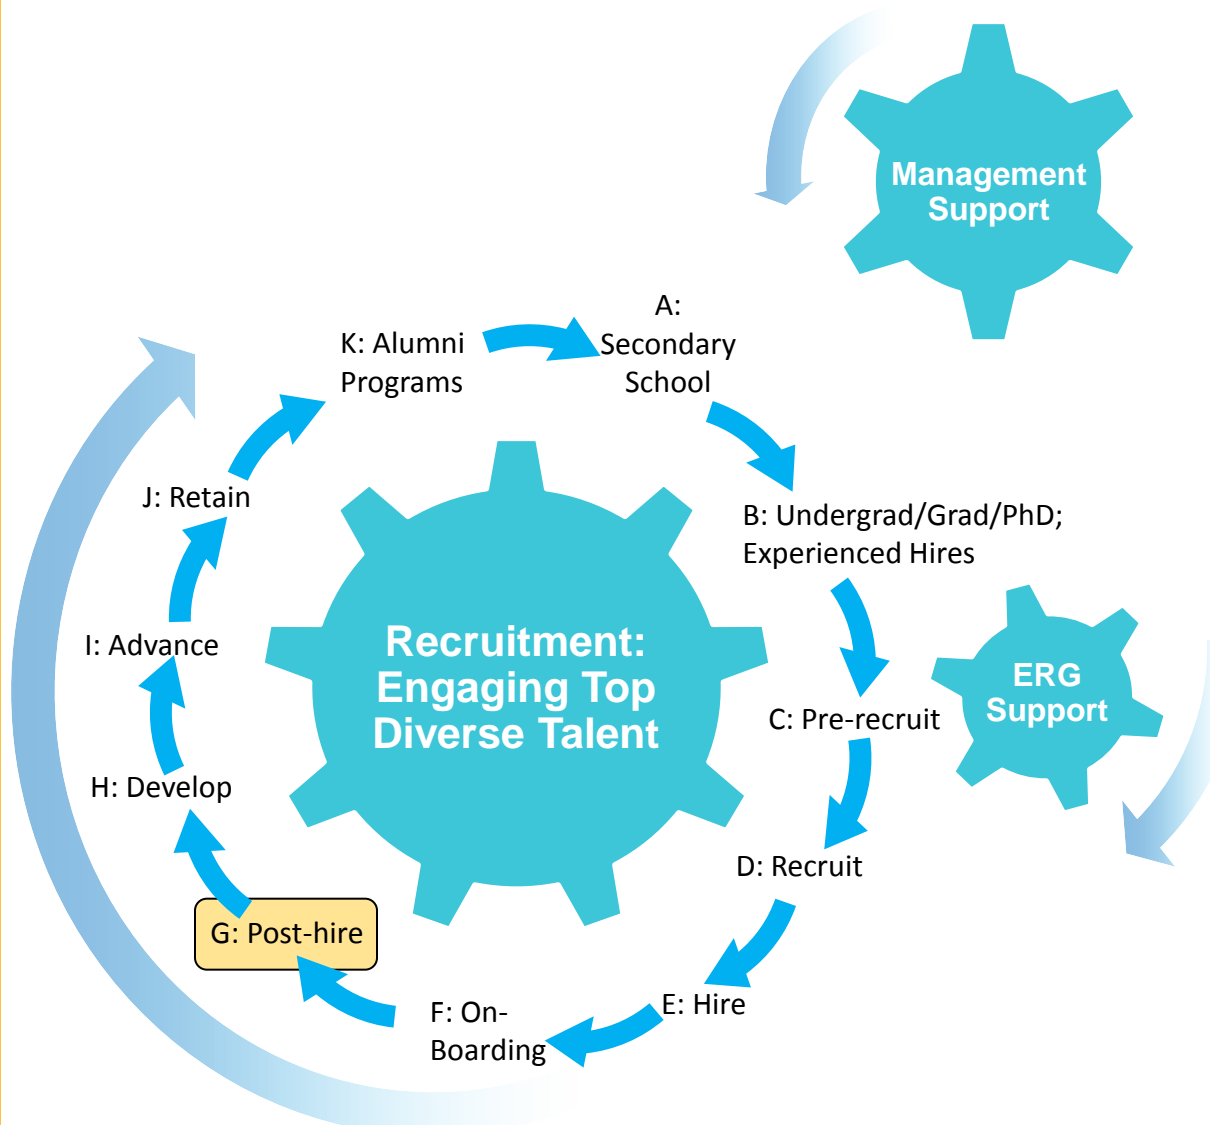 Management
Support
A:
Secondary
School
K: Alumni
Programs
J: Retain
B: Undergrad/Grad/PhD;
Experienced Hires
Recruitment:
Engaging Top
Diverse Talent
I: Advance
ERG
Support
C: Pre-recruit
H: Develop
D: Recruit
G: Post-hire
E: Hire
F: On-
Boarding